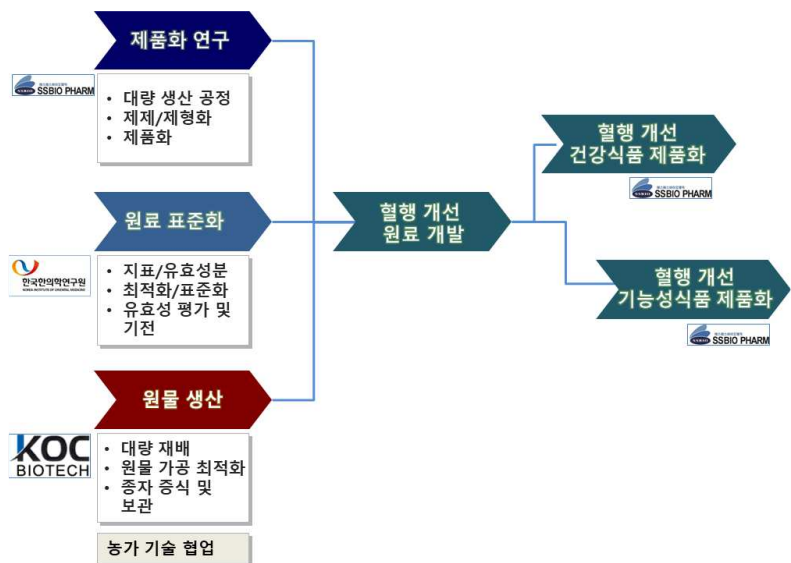 제품화 연구
SSBIO PHARM
• 대량 생산 공정
• 제제/제형화
• 제품화
원료 표준화
한국한의학연구원
KOREA INSTITUTE OF ORIENTAL MEDICINE
• 지표/유효성분
• 최적화/표준화
• 유효성 평가 및
기전
원물 생산
KOC
BIOTECH
• 대량 재배
• 원물 가공 최적화
• 종자 증식 및
보관
농가 기술 협업
혈행 개선
원료 개발
혈행 개선
건강식품 제품화
SSBIO PHARM
혈행 개선
기능성식품 제품화
SSBIO PHARM